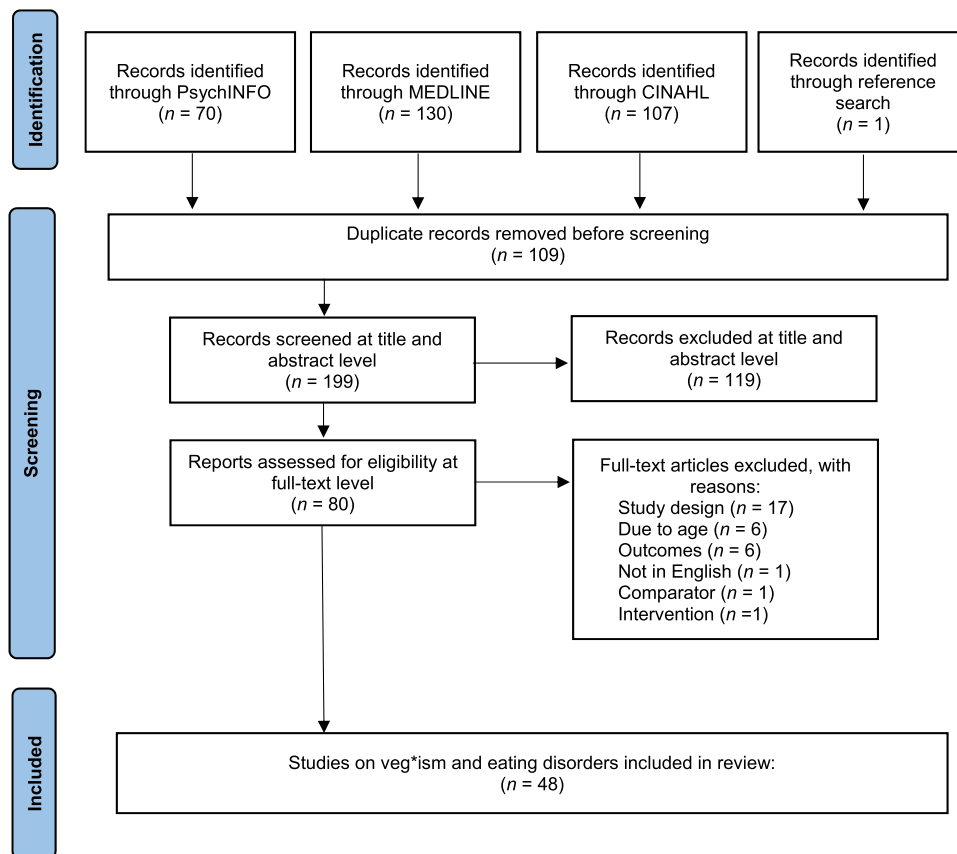 Identification
Records identified
through PsychINFO
(n = 70)
Records identified
through MEDLINE
(n = 130)
Records identified
through CINAHL
(n = 107)
Records identified
through reference
search
(n = 1)
Screening
Duplicate records removed before screening
(n = 109)
Records screened at title and
abstract level
(n = 199)
Records excluded at title and
abstract level
(n = 119)
Reports assessed for eligibility at
full-text level
(n = 80)
Full-text articles excluded, with
reasons:
Study design (n = 17)
Due to age (n = 6)
Outcomes (n = 6)
Not in English (n = 1)
Comparator (n = 1)
Intervention (n =1)
Included
Studies on veg*ism and eating disorders included in review:
(n = 48)